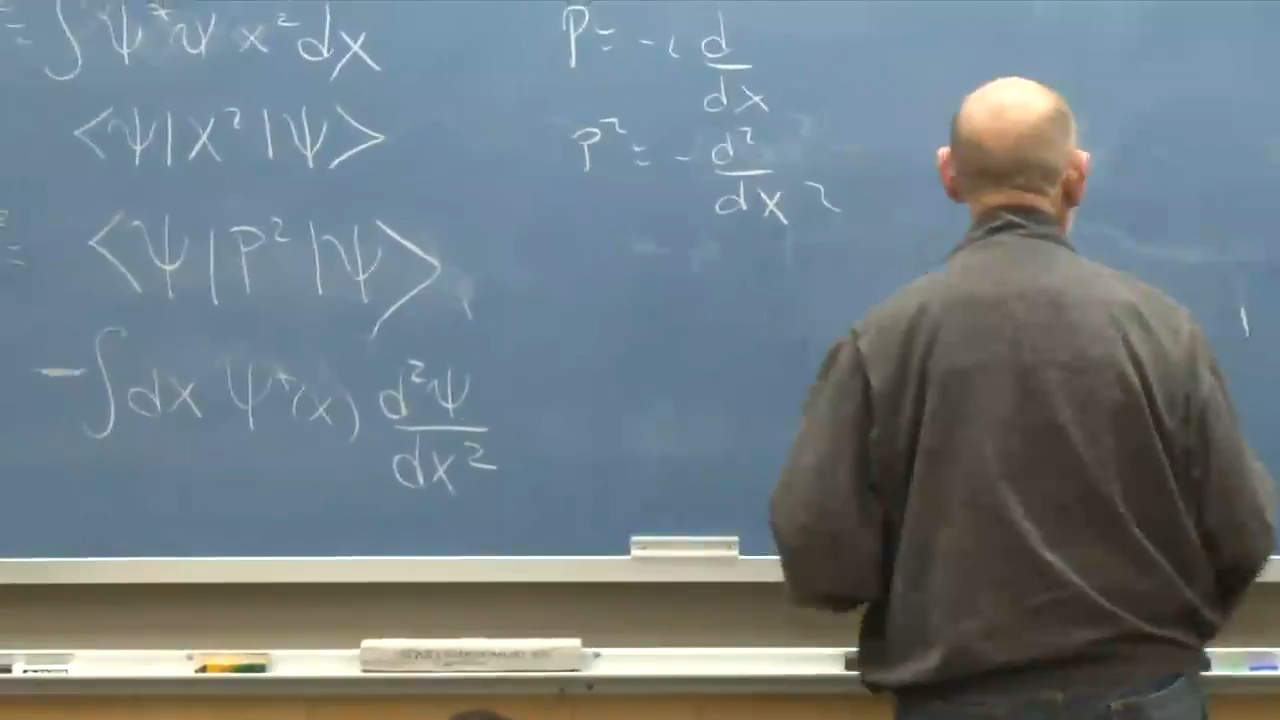 = ∫ ψ*ψ x² dx
<ψ|X²|ψ>
= <ψ|P²|ψ>
- ∫dx ψ*(x) d²ψ/dx²
P = -i d/dx
P² = - d²/dx²